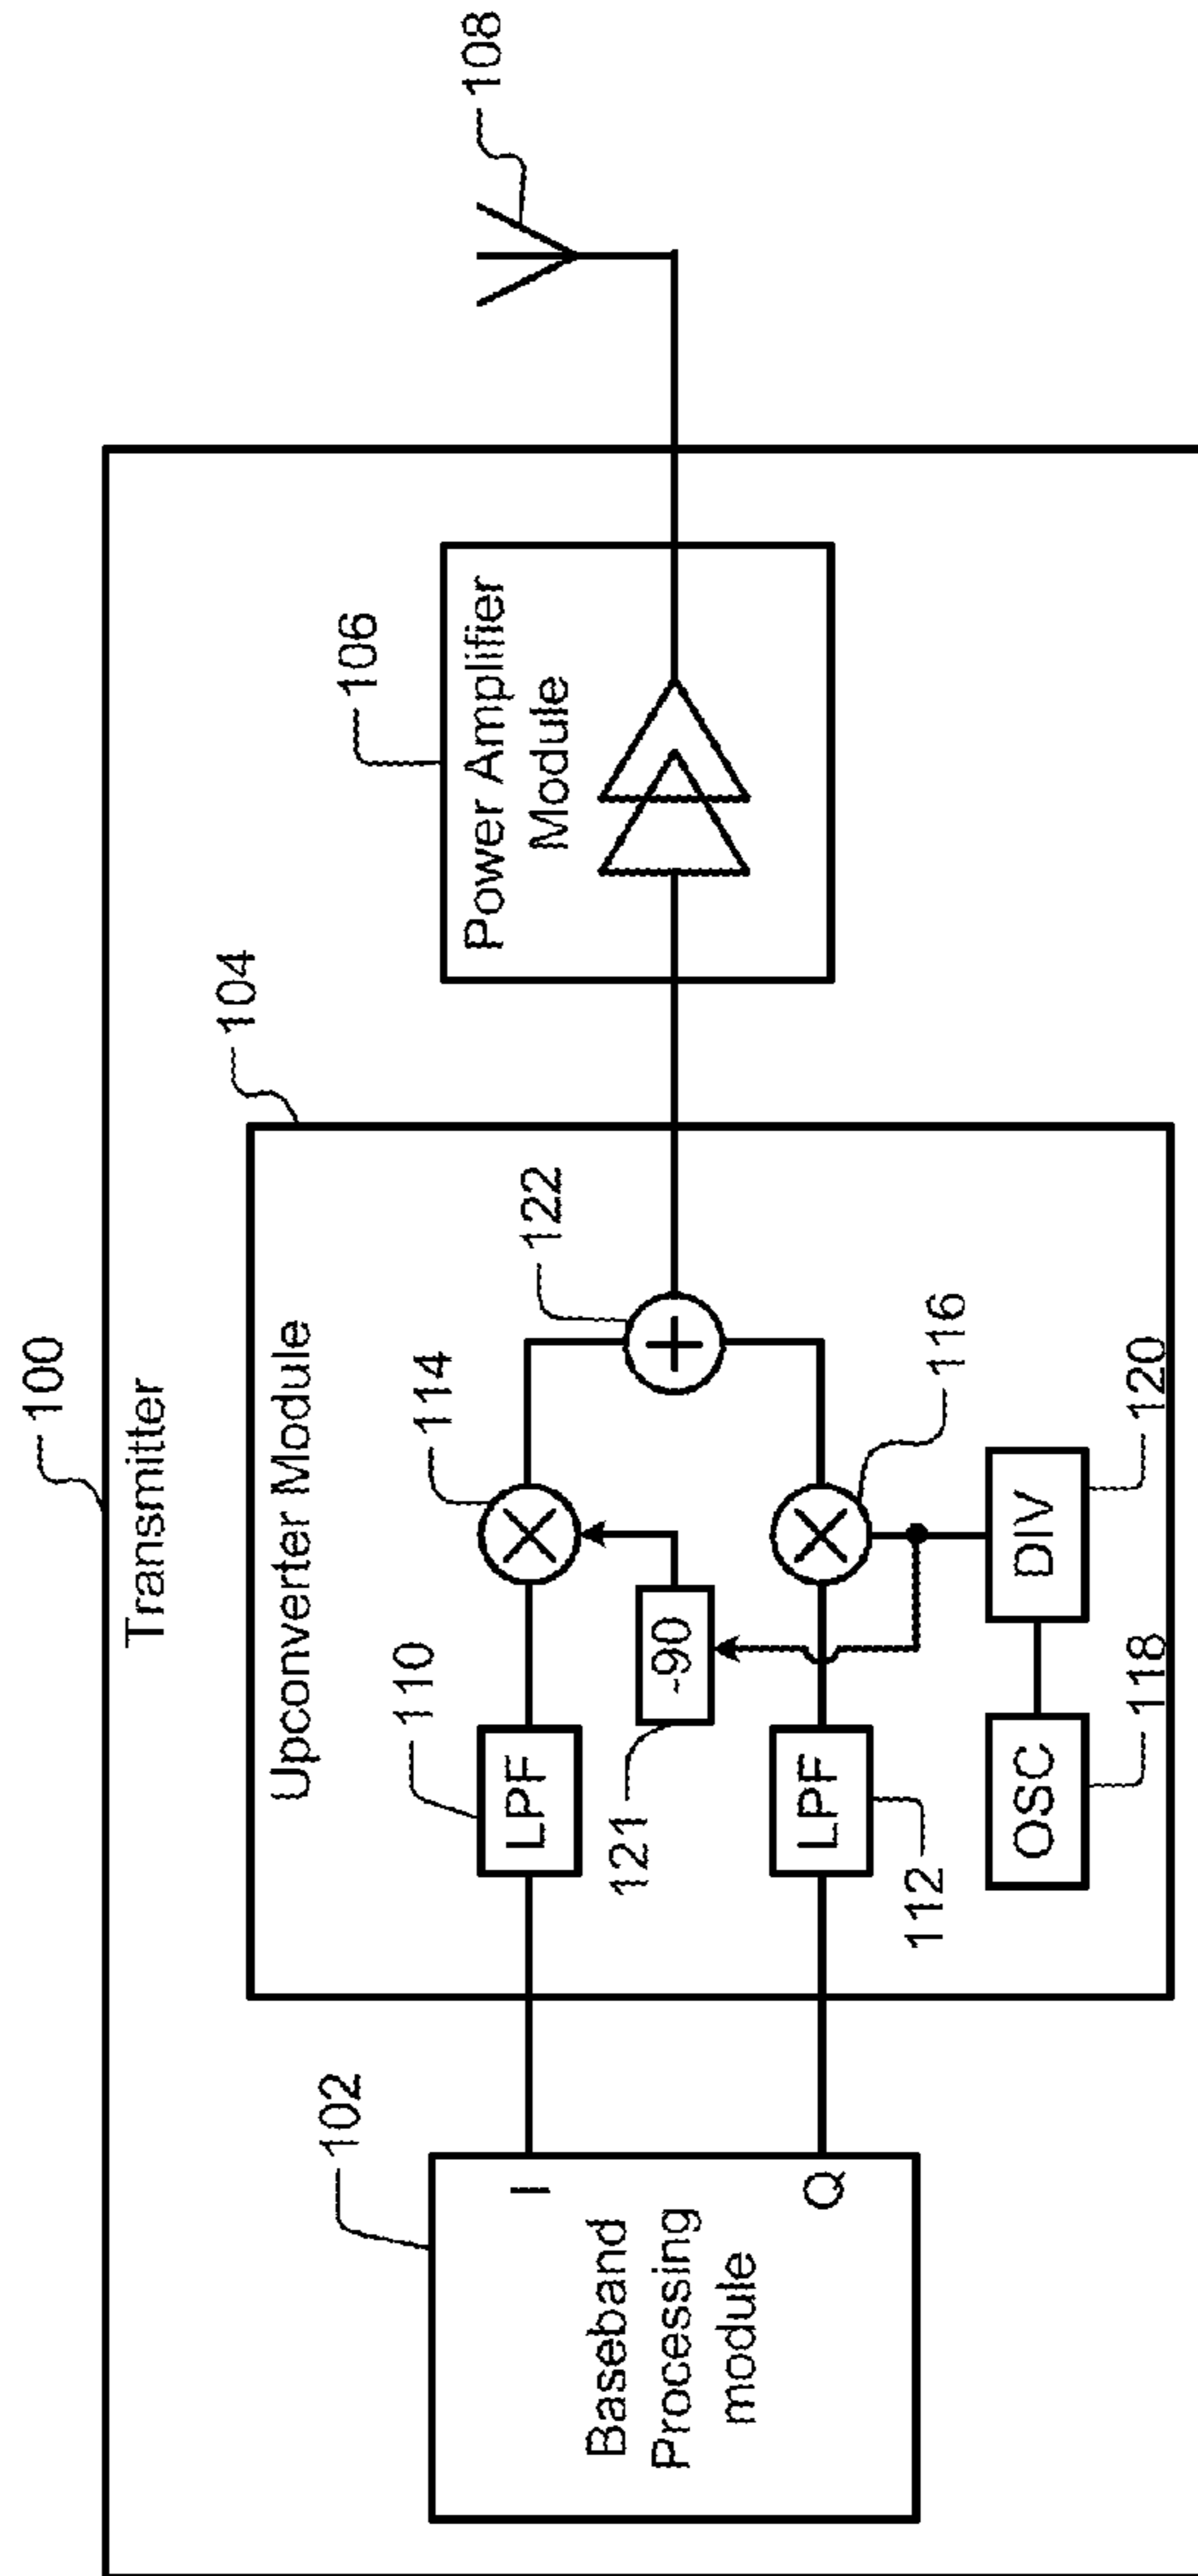 100
Transmitter
102
Baseband
Processing
module
I
Q
104
Upconverter Module
110
LPF
114
121
-90
122
LPF
112
116
OSC
118
DIV
120
106
Power Amplifier
Module
108